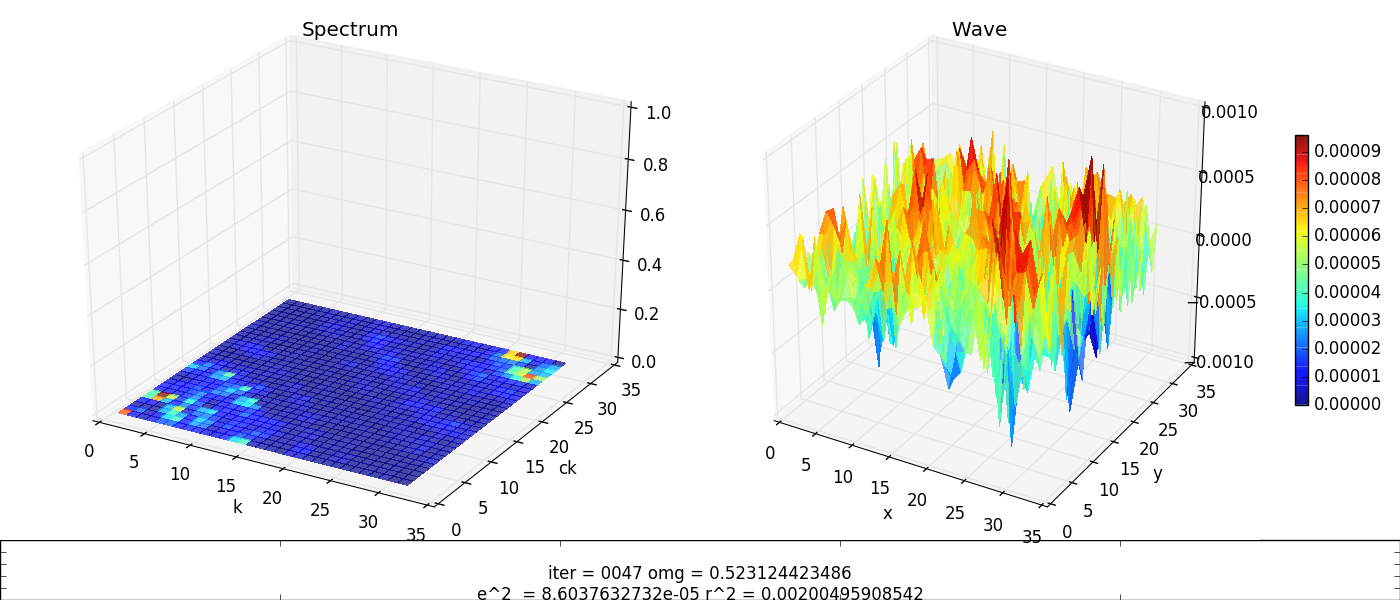 Spectrum
Wave
1.0
0.8
0.6
0.4
0.2
0.0
0 5 10 15 20 25 30 35
k
0 5 10 15 20 25 30 35
ck
0.0010
0.0005
0.0000
-0.0005
-0.0010
0 5 10 15 20 25 30 35
x
0 5 10 15 20 25 30 35
y
0.00009
0.00008
0.00007
0.00006
0.00005
0.00004
0.00003
0.00002
0.00001
0.00000
iter = 0047 omg = 0.523124423486
e^2 = 8.6037632732e-05 r^2 = 0.00200495908542